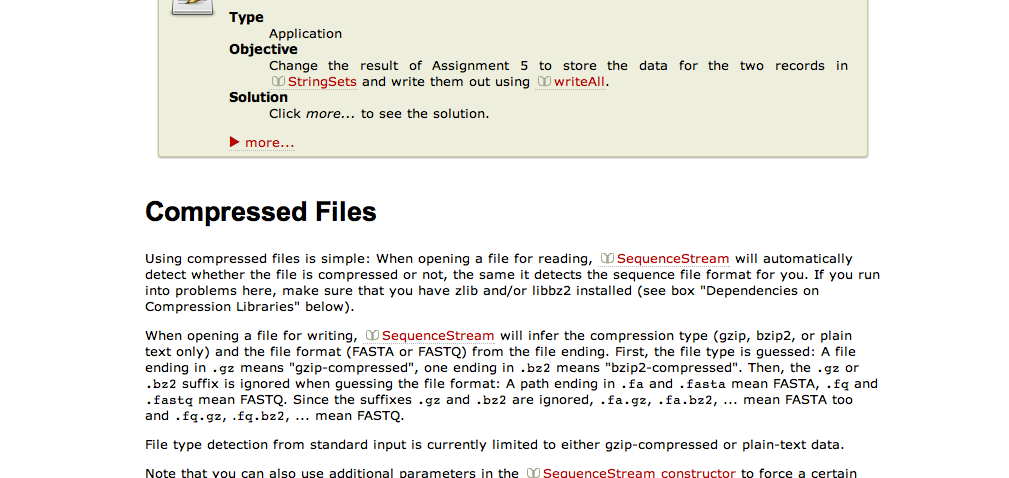 Type
Application
Objective
Change the result of Assignment 5 to store the data for the two records in
StringSets and write them out using writeAll.
Solution
Click more... to see the solution.
more...
Compressed Files
Using compressed files is simple: When opening a file for reading, SequenceStream will automatically
detect whether the file is compressed or not, the same it detects the sequence file format for you. If you run
into problems here, make sure that you have zlib and/or libbz2 installed (see box "Dependencies on
Compression Libraries" below).
When opening a file for writing, SequenceStream will infer the compression type (gzip, bzip2, or plain
text only) and the file format (FASTA or FASTQ) from the file ending. First, the file type is guessed: A file
ending in .gz means "gzip-compressed", one ending in .bz2 means "bzip2-compressed". Then, the .gz or
.bz2 suffix is ignored when guessing the file format: A path ending in .fa and .fasta mean FASTA, .fq and
.fastq mean FASTQ. Since the suffixes .gz and .bz2 are ignored, .fa.gz, .fa.bz2, ... mean FASTA too
and .fq.gz, .fq.bz2, ... mean FASTQ.
File type detection from standard input is currently limited to either gzip-compressed or plain-text data.
Note that you can also use additional parameters in the SequenceStream constructor to force a certain